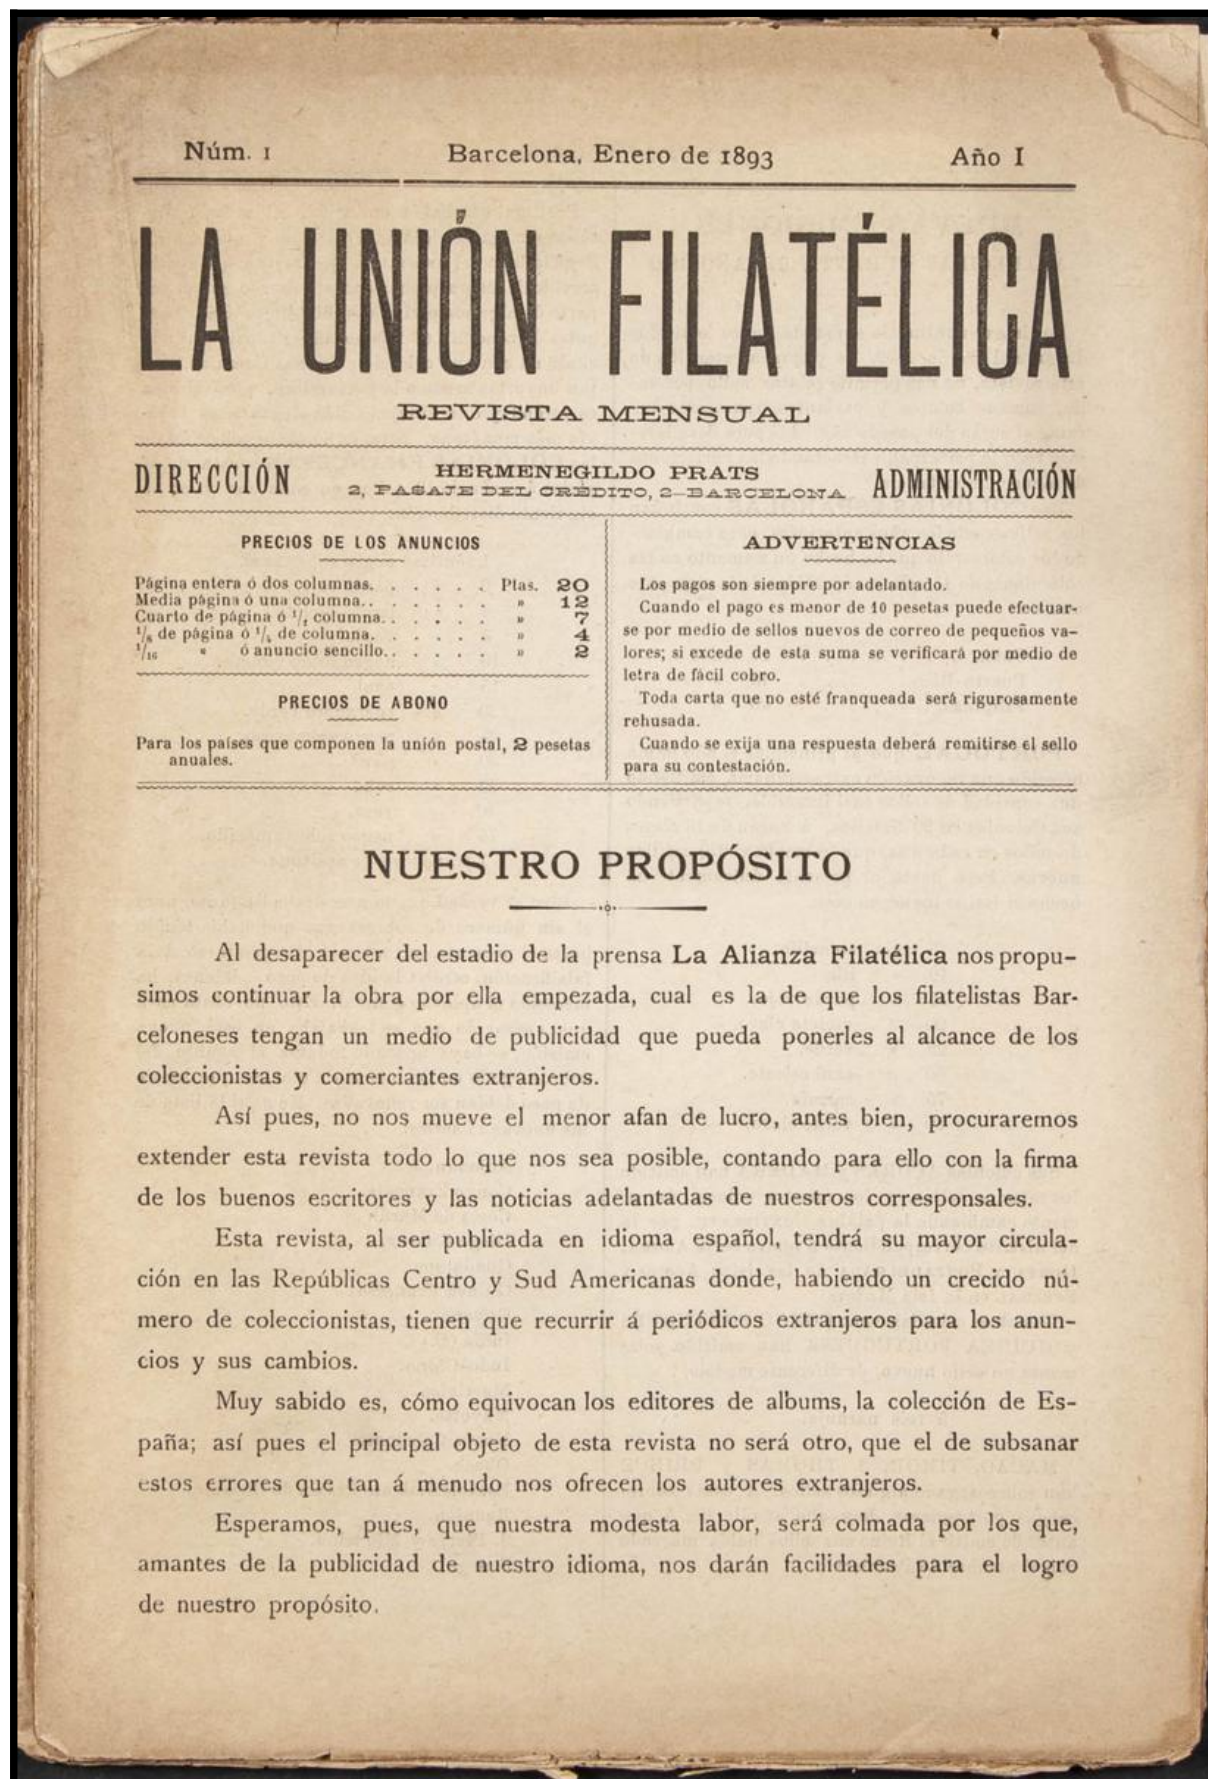 Núm. 1 Barcelona, Enero de 1893 Año I
LA UNIÓN FILATÉLICA
REVISTA MENSUAL
DIRECCIÓN
HERMENEGILDO PRATS
2, PASAJE DEL CRÉDITO, 2—BARCELONA
ADMINISTRACIÓN
PRECIOS DE LOS ANUNCIOS
Página entera ó dos columnas. . . . . . Ptas. 20
Media página ó una columna. . . . . . . » 12
Cuarto de página ó 1/2 columna. . . . . . » 7
1/8 de página ó 1/4 de columna. . . . . . » 4
1/16 « ó anuncio sencillo. . . . . . » 2
PRECIOS DE ABONO
Para los países que componen la unión postal, 2 pesetas
anuales.
ADVERTENCIAS
Los pagos son siempre por adelantado.
Cuando el pago es menor de 10 pesetas puede efectuar-
se por medio de sellos nuevos de correo de pequeños va-
lores; si excede de esta suma se verificará por medio de
letra de fácil cobro.
Toda carta que no esté franqueada será rigurosamente
rehusada.
Cuando se exija una respuesta deberá remitirse el sello
para su contestación.
NUESTRO PROPÓSITO
Al desaparecer del estadio de la prensa La Alianza Filatélica nos propu-
simos continuar la obra por ella empezada, cual es la de que los filatelistas Bar-
celoneses tengan un medio de publicidad que pueda ponerles al alcance de los
coleccionistas y comerciantes extranjeros.
Así pues, no nos mueve el menor afan de lucro, antes bien, procuraremos
extender esta revista todo lo que nos sea posible, contando para ello con la firma
de los buenos escritores y las noticias adelantadas de nuestros corresponsales.
Esta revista, al ser publicada en idioma español, tendrá su mayor circula-
ción en las Repúblicas Centro y Sud Americanas donde, habiendo un crecido nú-
mero de coleccionistas, tienen que recurrir á periódicos extranjeros para los anun-
cios y sus cambios.
Muy sabido es, cómo equivocan los editores de albums, la colección de Es-
paña; así pues el principal objeto de esta revista no será otro, que el de subsanar
estos errores que tan á menudo nos ofrecen los autores extranjeros.
Esperamos, pues, que nuestra modesta labor, será colmada por los que,
amantes de la publicidad de nuestro idioma, nos darán facilidades para el logro
de nuestro propósito.